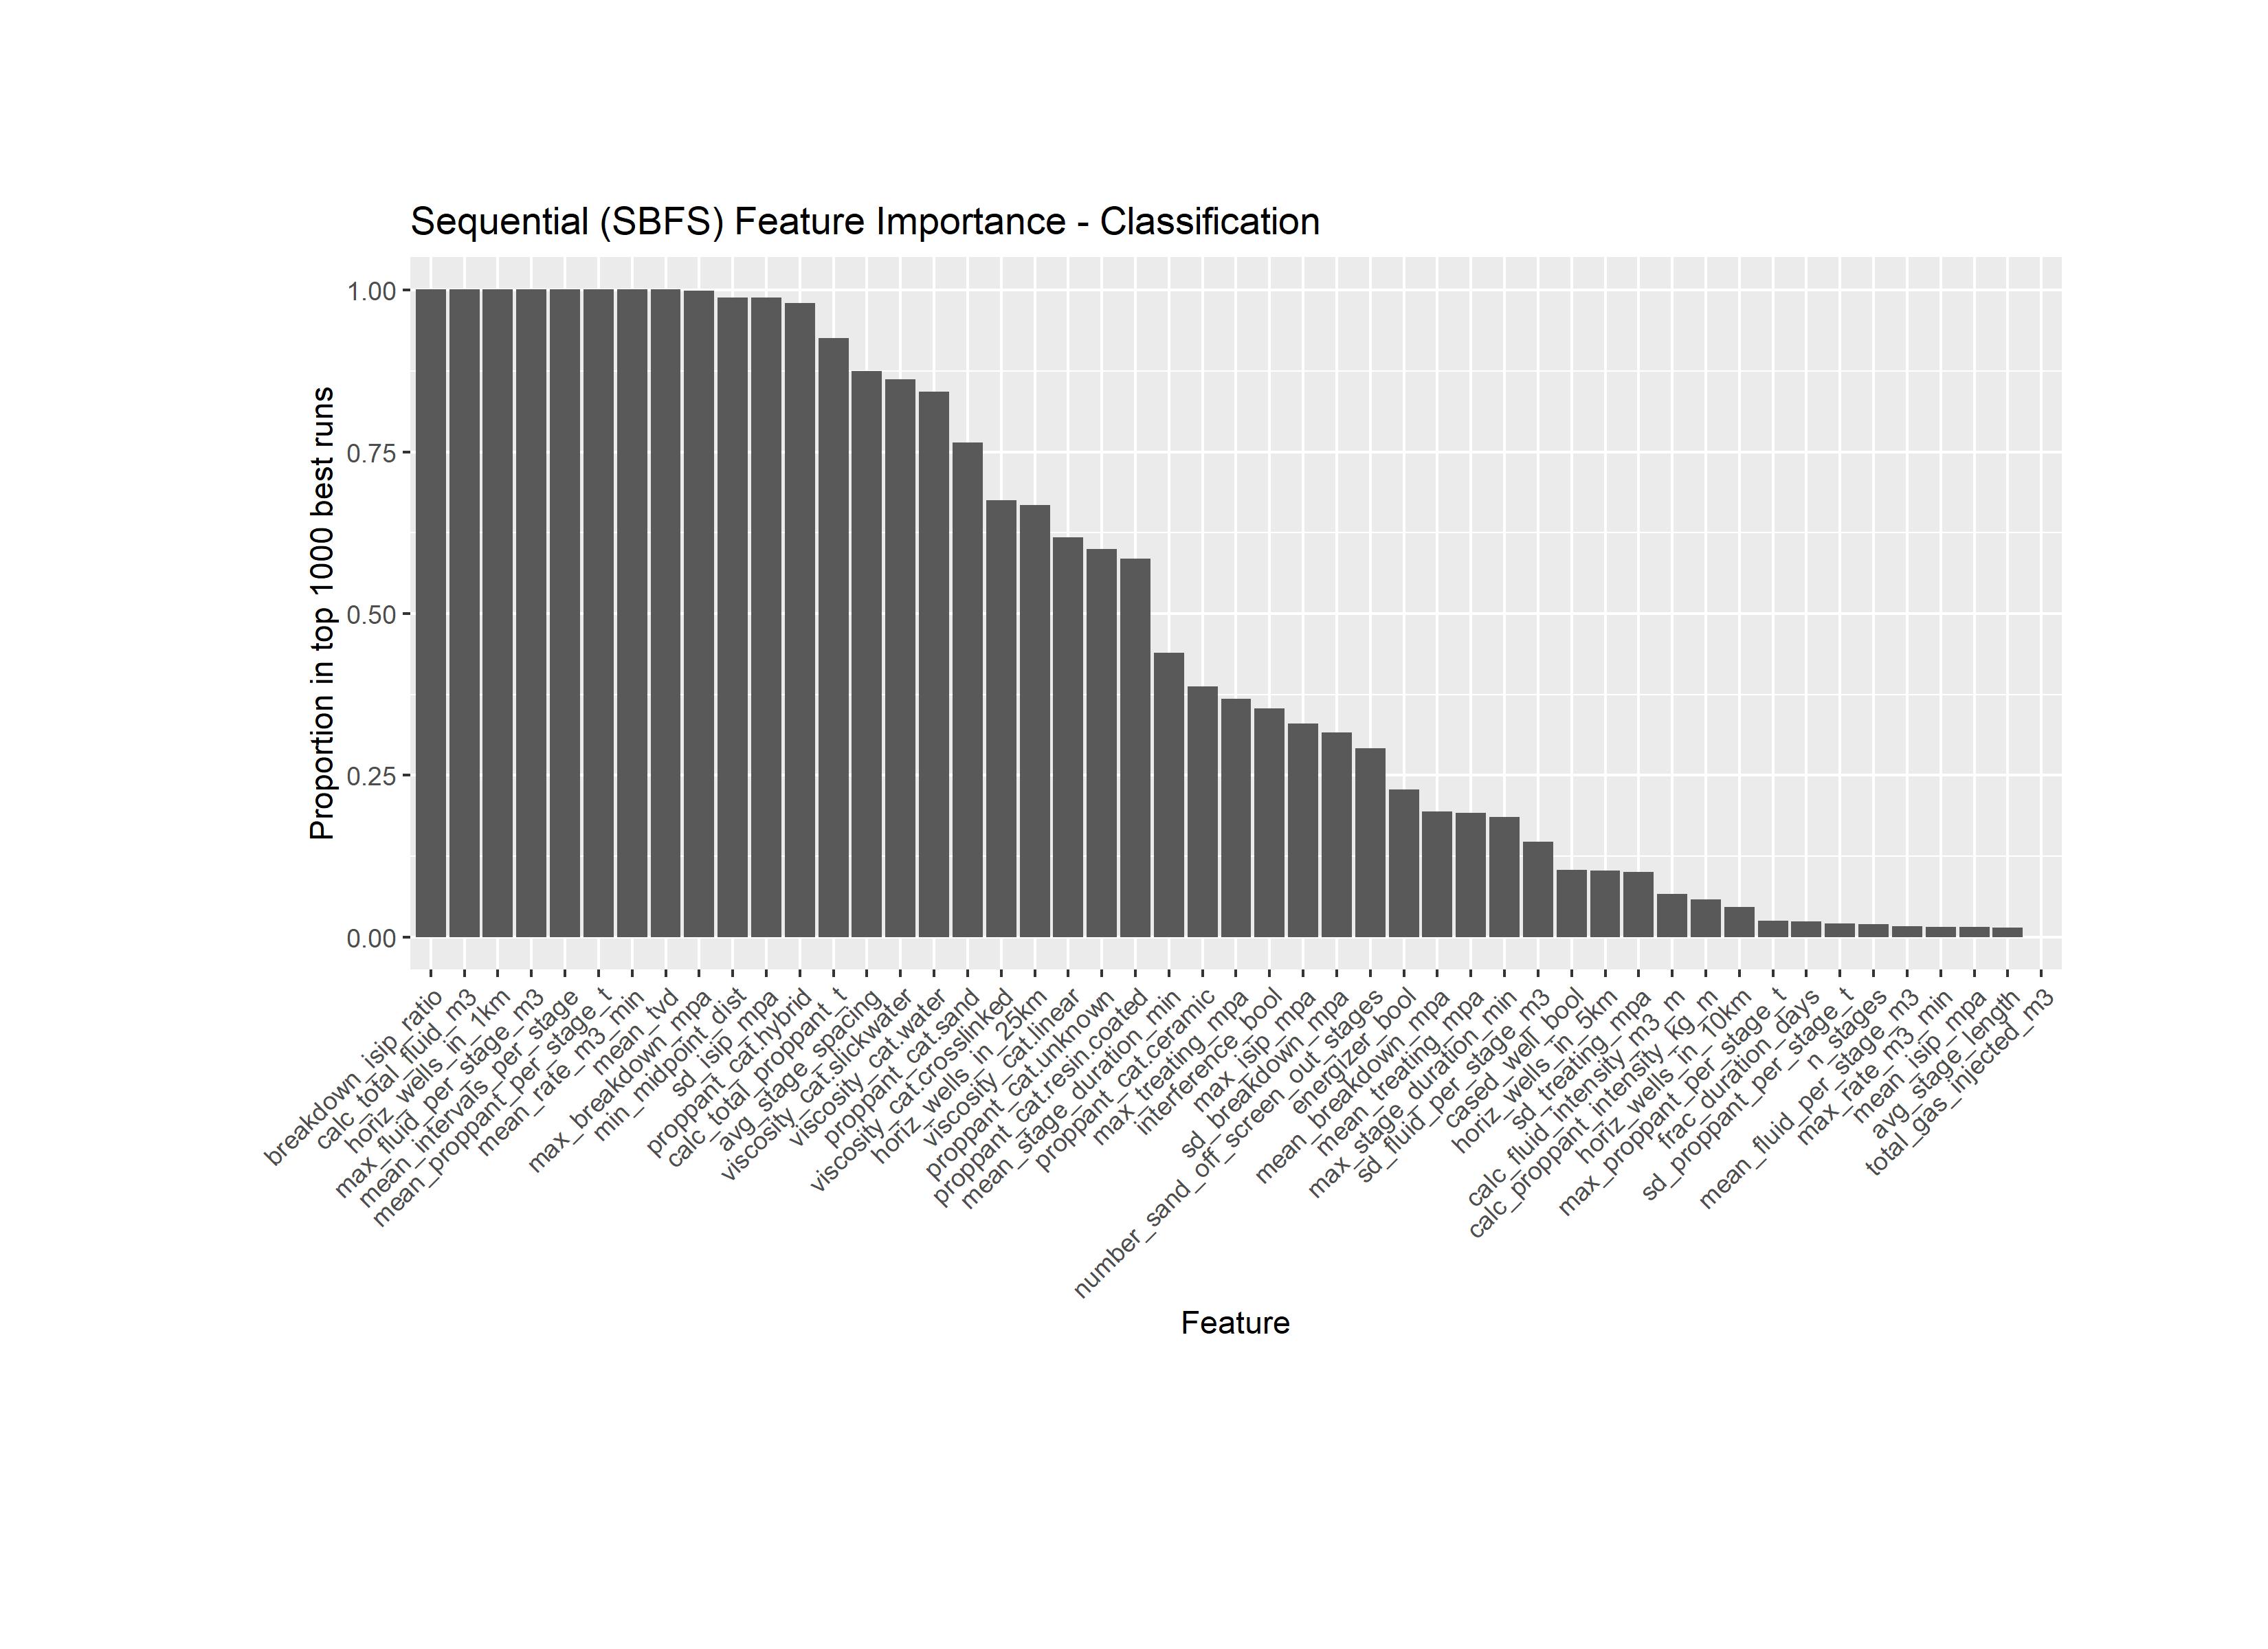 Sequential (SBFS) Feature Importance - Classification
Proportion in top 1000 best runs
1.00
0.75
0.50
0.25
0.00
breakdown_isip_ratio
calc_total_fluid_m3
horiz_wells_in_1km
max_fluid_per_stage_m3
mean_intervals_per_stage
mean_proppant_per_stage_t
mean_rate_m3_min
mean_tvd
max_breakdown_mpa
min_midpoint_dist
sd_isip_mpa
proppant_cat.hybrid
calc_total_proppant_t
avg_stage_spacing
viscosity_cat.slickwater
viscosity_cat.water
proppant_cat.sand
viscosity_cat.crosslinked
horiz_wells_in_25km
viscosity_cat.linear
proppant_cat.unknown
proppant_cat.resin.coated
mean_stage_duration_min
proppant_cat.ceramic
max_treating_mpa
interference_bool
max_isip_mpa
sd_breakdown_mpa
number_sand_off_screen_out_stages
energizer_bool
mean_breakdown_mpa
mean_treating_mpa
max_stage_duration_min
sd_fluid_per_stage_m3
cased_well_bool
horiz_wells_in_5km
sd_treating_mpa
calc_fluid_intensity_m3_m
calc_proppant_intensity_kg_m
horiz_wells_in_10km
max_proppant_per_stage_t
frac_duration_days
sd_proppant_per_stage_t
n_stages
mean_fluid_per_stage_m3
max_rate_m3_min
mean_isip_mpa
avg_stage_length
total_gas_injected_m3
Feature